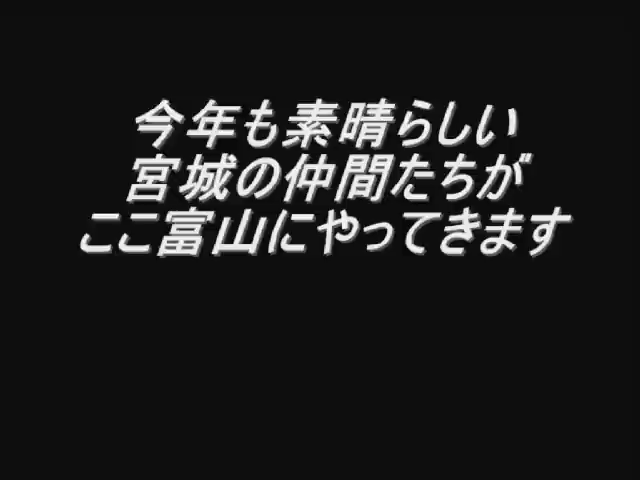 今年も素晴らしい
宮城の仲間たちが
ここ富山にやってきます